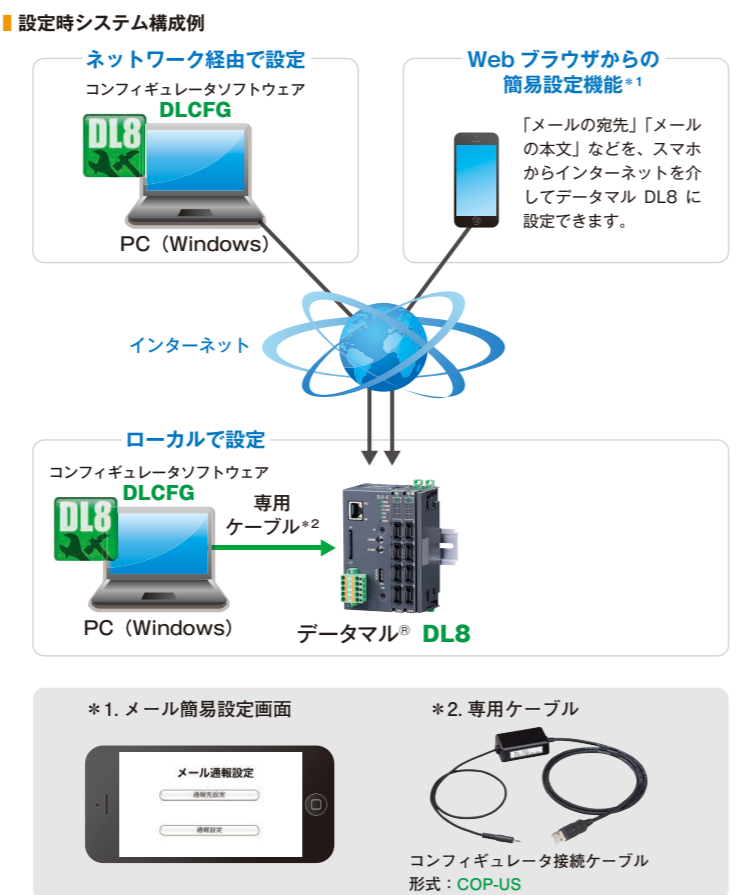 設定時システム構成例
ネットワーク経由で設定
コンフィギュレータソフトウェア
DLCFG
DL8
PC（Windows）
Web ブラウザからの
簡易設定機能*1
「メールの宛先」「メール
の本文」などを、スマホ
からインターネットを介
してデータマル DL8 に
設定できます。
インターネット
ローカルで設定
コンフィギュレータソフトウェア
DLCFG
DL8
専用
ケーブル*2
PC（Windows）
データマル® DL8
*1. メール簡易設定画面
メール通報設定
通報先設定
通報設定
*2. 専用ケーブル
コンフィギュレータ接続ケーブル
形式：COP-US